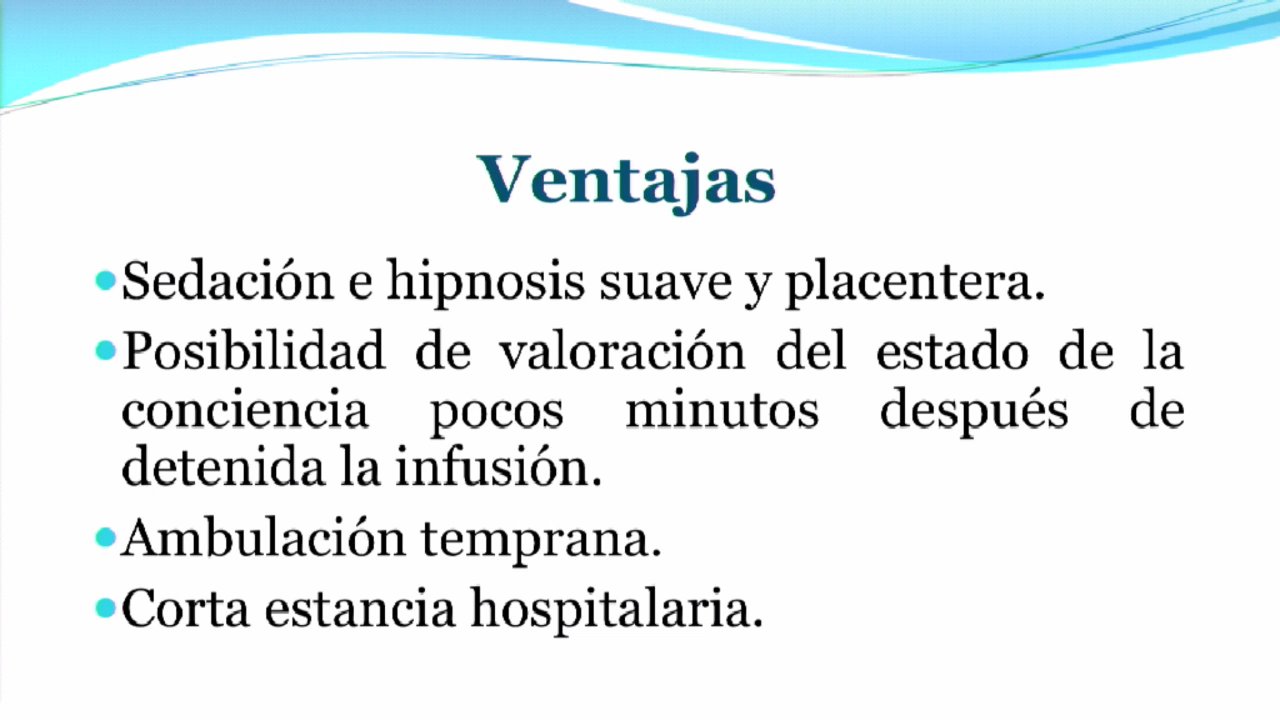 Ventajas
•Sedación e hipnosis suave y placentera.
•Posibilidad de valoración del estado de la
conciencia pocos minutos después de
detenida la infusión.
•Ambulación temprana.
•Corta estancia hospitalaria.